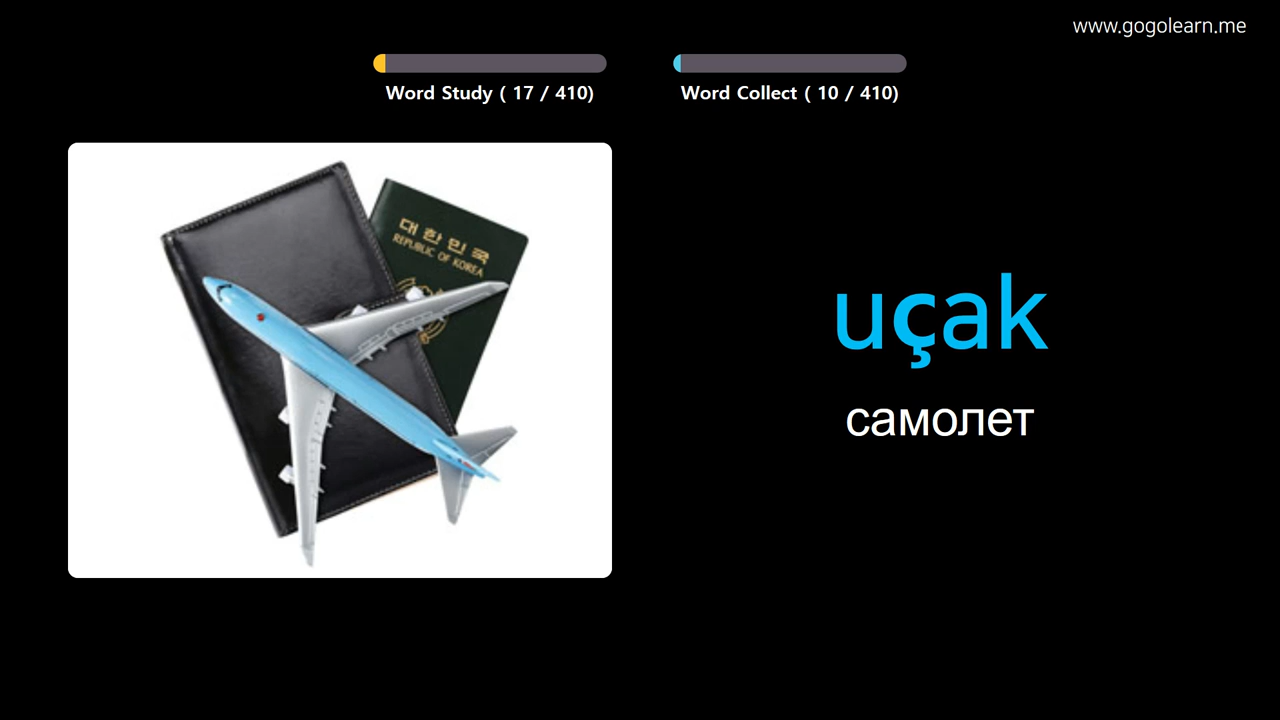 www.gogolearn.me
Word Study ( 17 / 410)
Word Collect ( 10 / 410)
대한민국
REPUBLIC OF KOREA
uçak
самолет